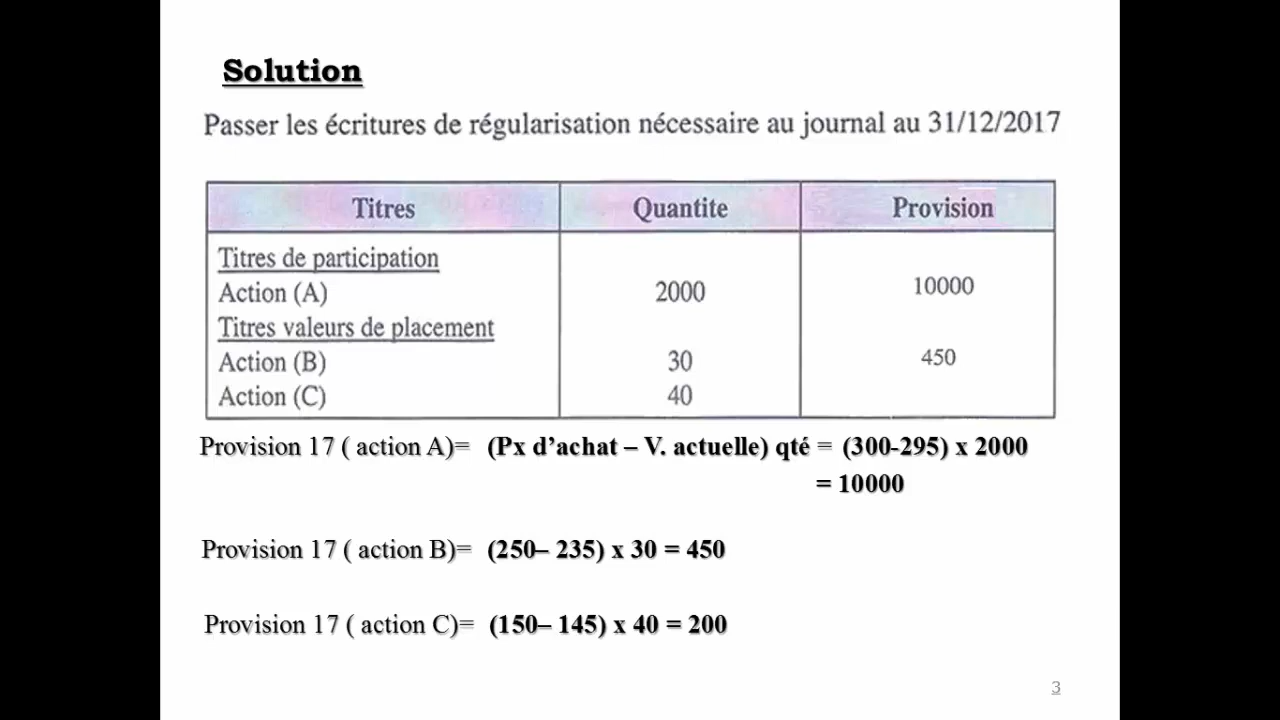 Solution
Passer les écritures de régularisation nécessaire au journal au 31/12/2017
Titres Quantite Provision
Titres de participation
Action (A) 2000 10000
Titres valeurs de placement
Action (B) 30 450
Action (C) 40
Provision 17 ( action A)= (Px d’achat – V. actuelle) qté = (300-295) x 2000
= 10000
Provision 17 ( action B)= (250– 235) x 30 = 450
Provision 17 ( action C)= (150– 145) x 40 = 200
3